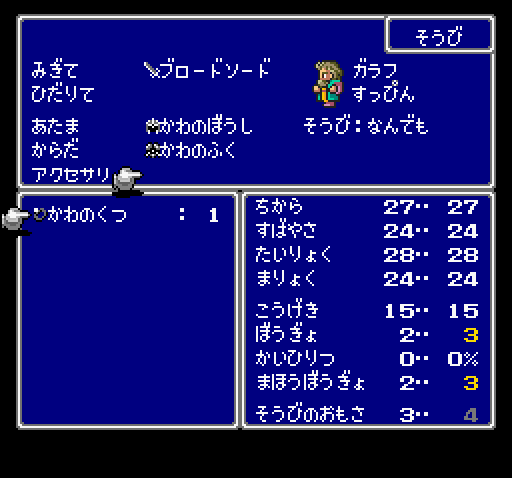 そうび
みぎて ブロードソード ガラフ
ひだりて すっぴん
あたま かわのぼうし そうび：なんでも
からだ かわのふく
アクセサリ
かわのくつ ： 1
ちから 27‥ 27
すばやさ 24‥ 24
たいりょく 28‥ 28
まりょく 24‥ 24
こうげき 15‥ 15
ぼうぎょ 2‥ 3
かいひりつ 0‥ 0%
まほうぼうぎょ 2‥ 3
そうびのおもさ 3‥ 4